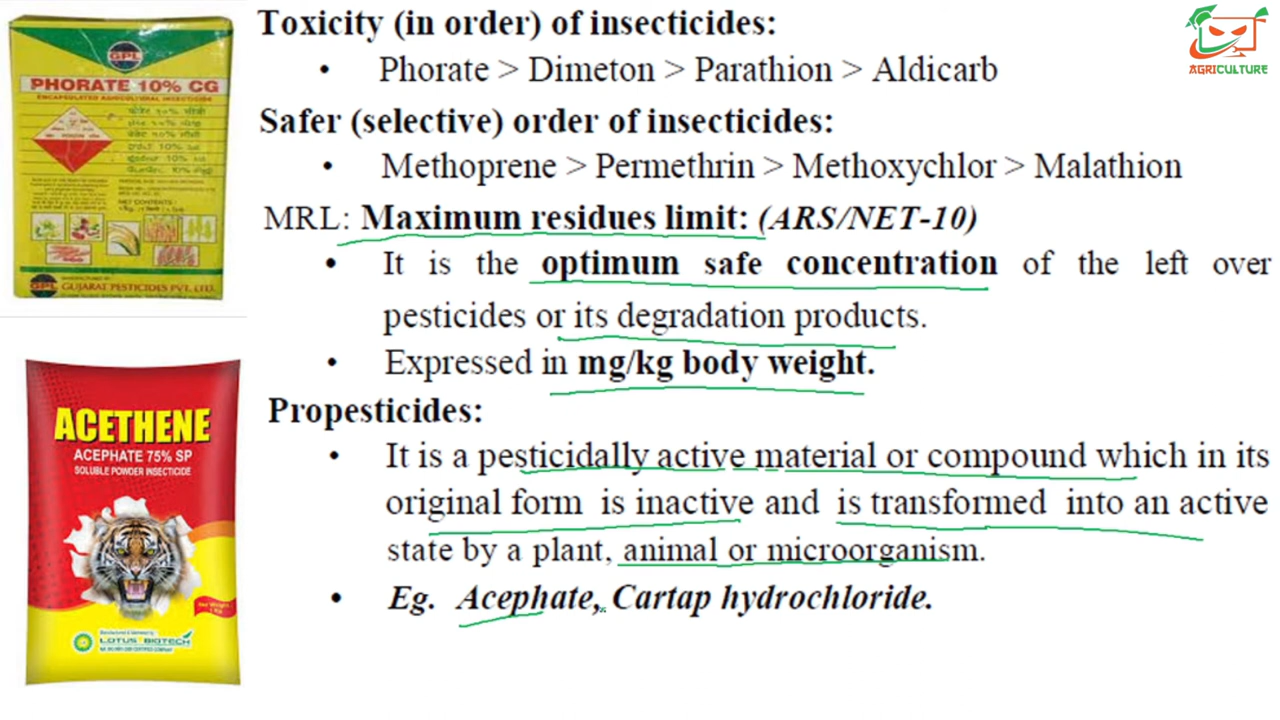 Toxicity (in order) of insecticides:
• Phorate > Dimeton > Parathion > Aldicarb
Safer (selective) order of insecticides:
• Methoprene > Permethrin > Methoxychlor > Malathion
MRL: Maximum residues limit: (ARS/NET-10)
• It is the optimum safe concentration of the left over
pesticides or its degradation products.
• Expressed in mg/kg body weight.
Propesticides:
• It is a pesticidally active material or compound which in its
original form is inactive and is transformed into an active
state by a plant, animal or microorganism.
• Eg. Acephate, Cartap hydrochloride.
AGRICULTURE
GPL
PHORATE 10% CG
ENCAPSULATED AGRICULTURAL INSECTICIDE
NET CONTENTS:
GPL GUJARAT PESTICIDES PVT. LTD.
ACETHENE
ACEPHATE 75% SP
SOLUBLE POWDER INSECTICIDE
LOTUS BIOTECH